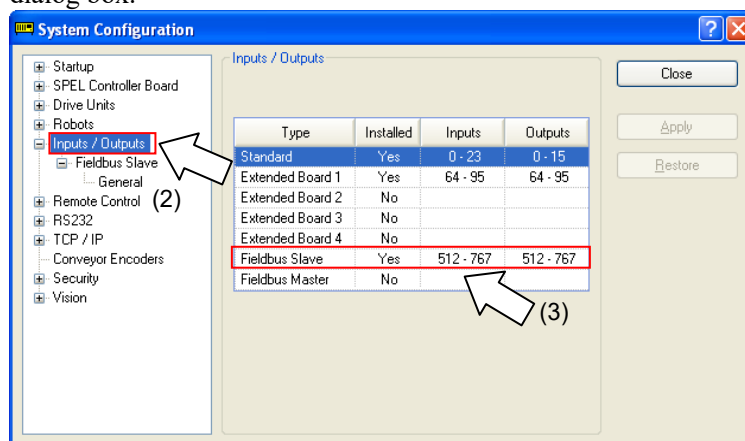 dialog box.
System Configuration
Startup
SPEL Controller Board
Drive Units
Robots
Inputs / Outputs
Fieldbus Slave
General
Remote Control
(2)
RS232
TCP / IP
Conveyor Encoders
Security
Vision
Inputs / Outputs
Type Installed Inputs Outputs
Standard Yes 0 - 23 0 - 15
Extended Board 1 Yes 64 - 95 64 - 95
Extended Board 2 No
Extended Board 3 No
Extended Board 4 No
Fieldbus Slave Yes 512 - 767 512 - 767
Fieldbus Master No
(3)
Close
Apply
Restore